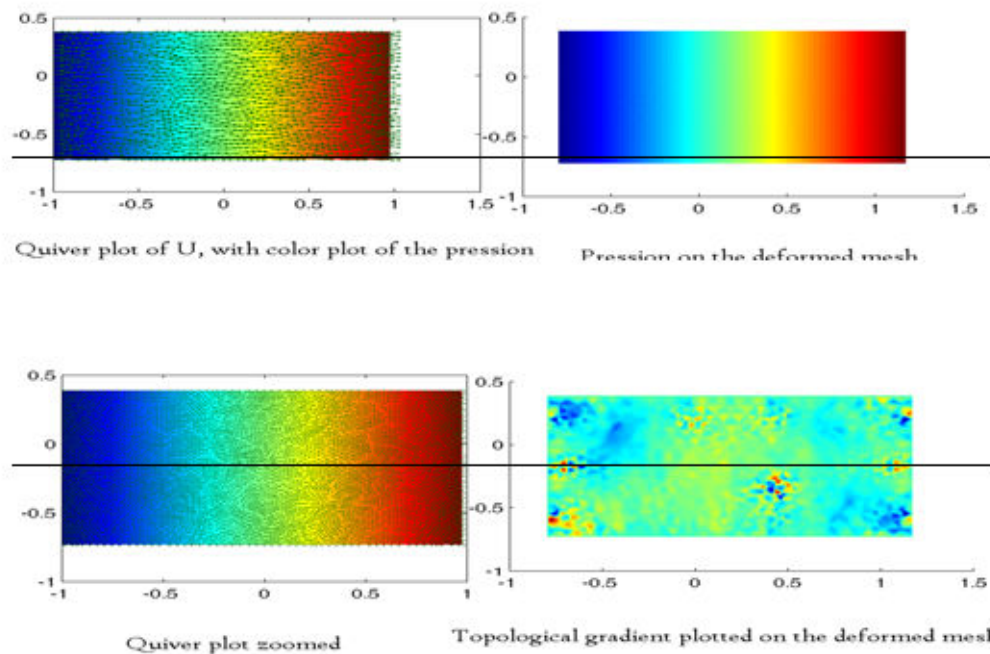 0.5
0.5
0
0
-0.5
-0.5
-1
-1
-1 -0.5 0 0.5 1 1.5
-1 -0.5 0 0.5 1 1.5
Quiver plot of U, with color plot of the pression
Pression on the deformed mesh
0.5
0.5
0
0
-0.5
-0.5
-1
-1
-1 -0.5 0 0.5 1
-1 -0.5 0 0.5 1 1.5
Quiver plot zoomed
Topological gradient plotted on the deformed mesh